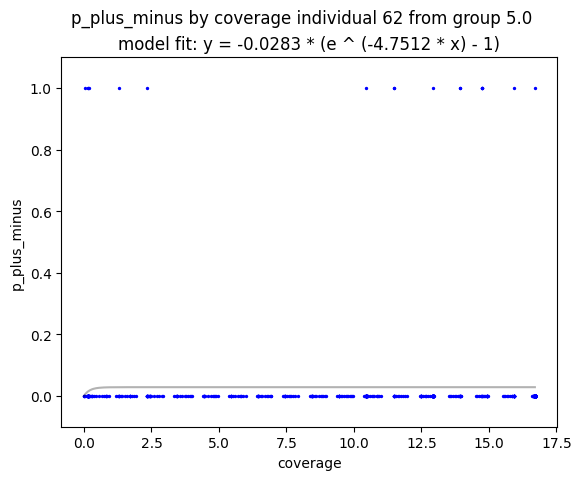 p_plus_minus by coverage individual 62 from group 5.0
model fit: y = -0.0283 * (e ^ (-4.7512 * x) - 1)
1.0
0.8
0.6
0.4
0.2
0.0
p_plus_minus
0.0 2.5 5.0 7.5 10.0 12.5 15.0 17.5
coverage